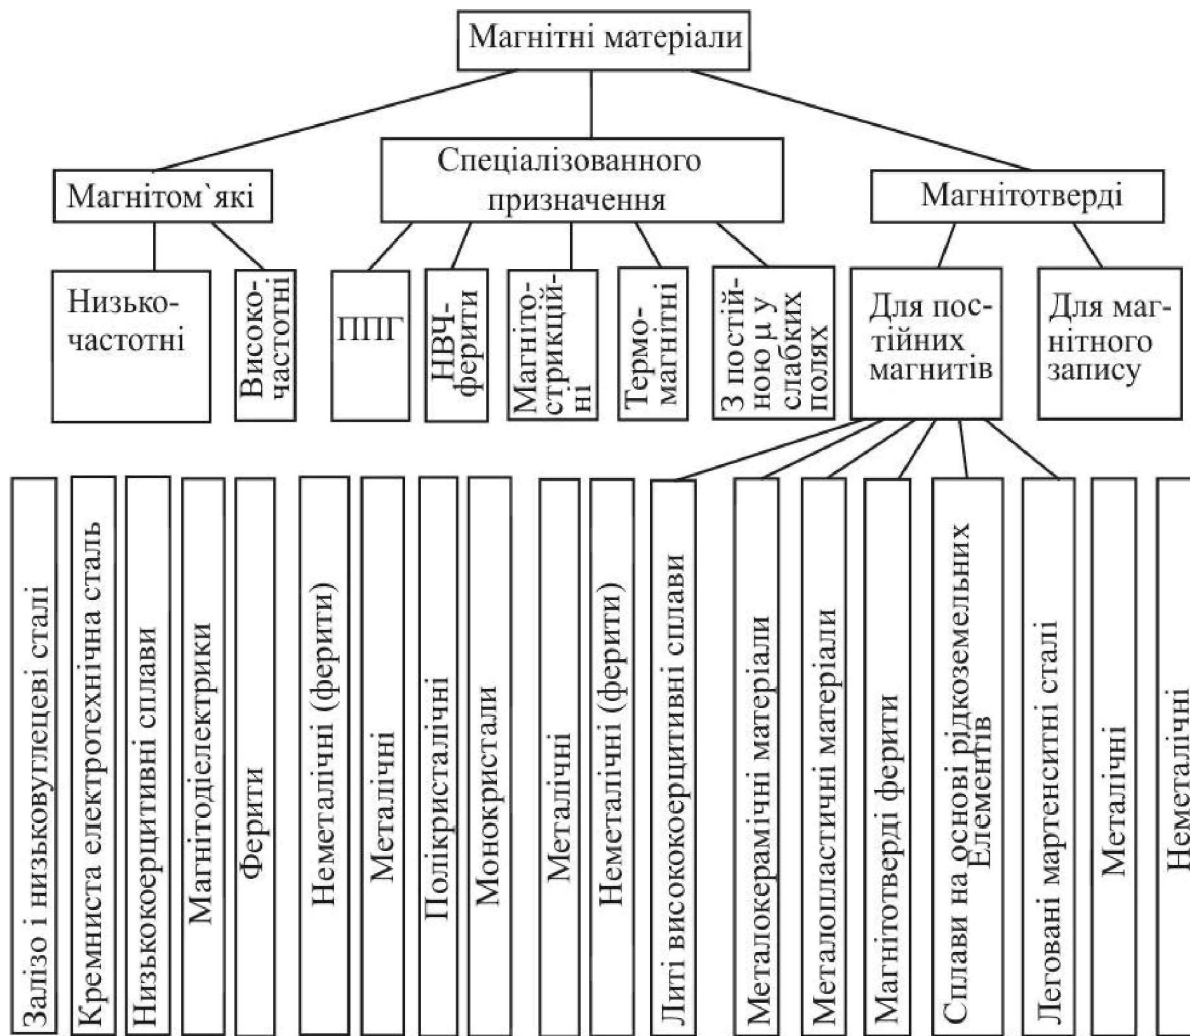 Магнітні матеріали
Спеціалізованного
призначення
Магнітом`які
Магнітотверді
Низько-
частотні
Високо-
частотні
ППГ
НВЧ-
ферити
Магніто-
стрикцій-
ні
Термо-
магнітні
З постій-
ною μ у
слабких
полях
Для пос-
тійних
магнитів
Для маг-
нітного
запису
Залізо і низьковуглецеві сталі
Кремниста електротехнічна сталь
Низькокоерцитивні сплави
Магнітодіелектрики
Ферити
Неметалічні (ферити)
Металічні
Полікристалічні
Монокристали
Металічні
Неметалічні (ферити)
Литі висококоерцитивні сплави
Металокерамічні матеріали
Металопластичні матеріали
Магнітотверді ферити
Сплави на основі рідкоземельних
Елементів
Леговані мартенситні сталі
Металічні
Неметалічні